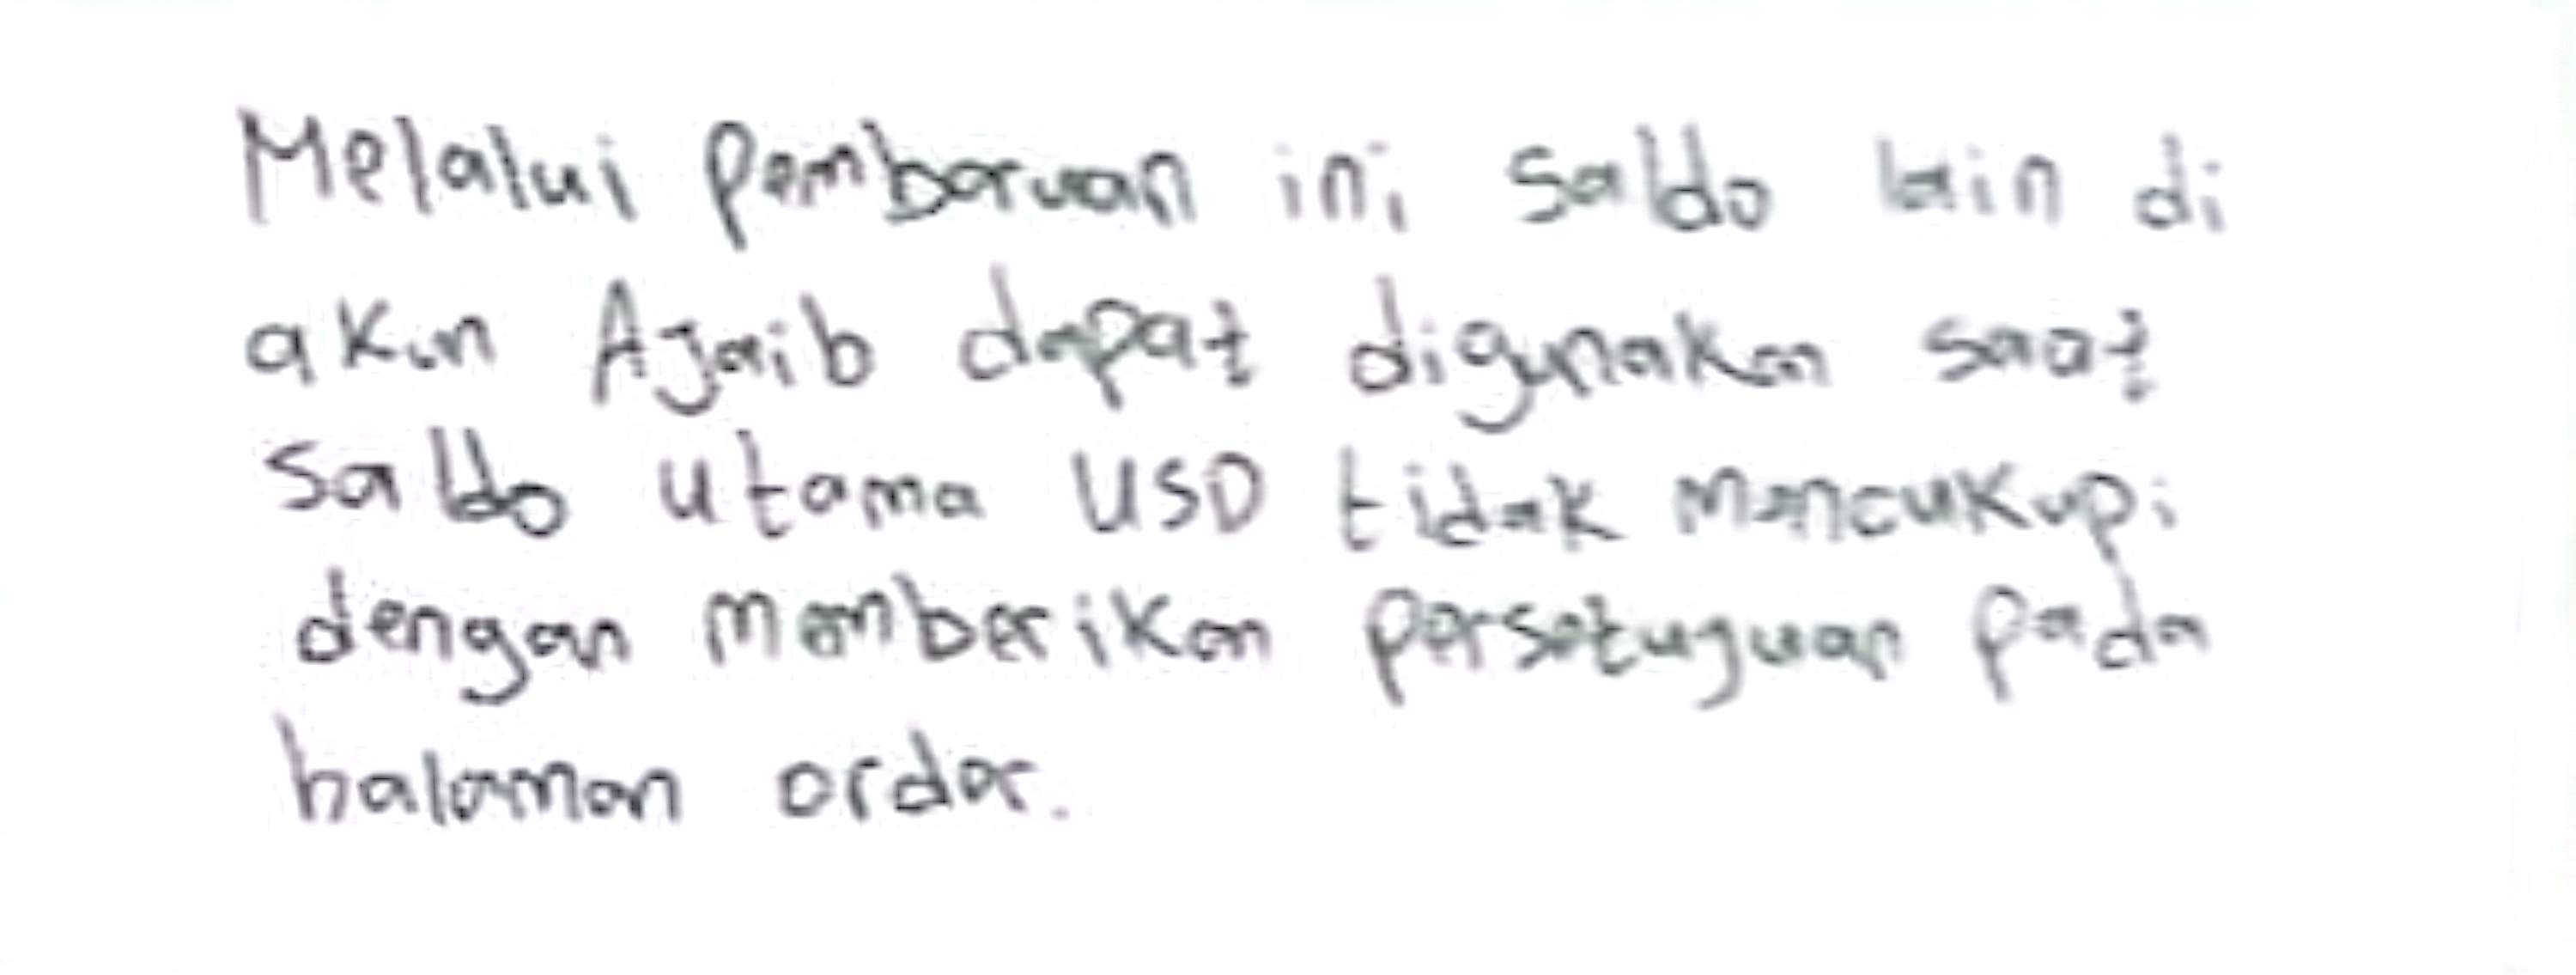 Melalui pembaruan ini saldo lain di
akun Ajaib dapat digunakan saat
saldo utama USD tidak mencukupi
dengan memberikan persetujuan pada
halaman order.